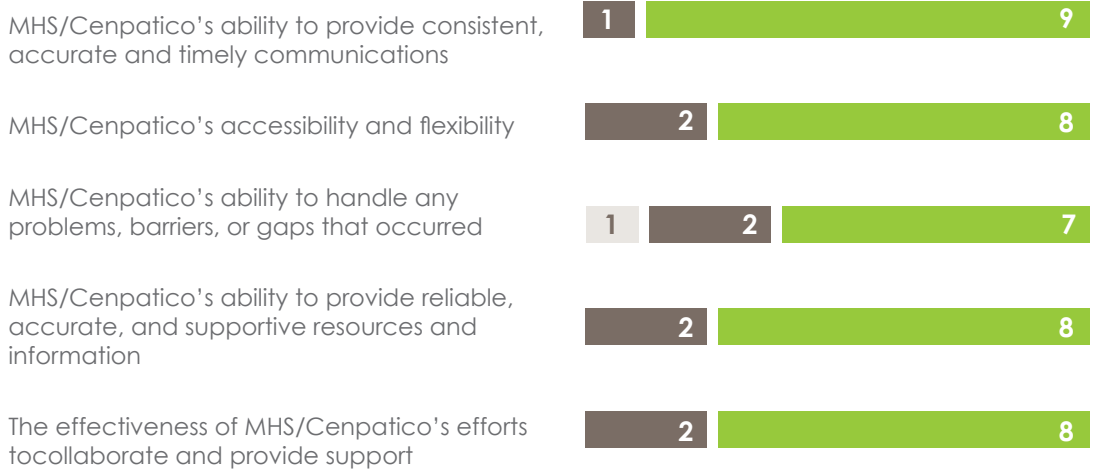 MHS/Cenpatico’s ability to provide consistent,
accurate and timely communications
1 9
MHS/Cenpatico’s accessibility and flexibility
2 8
MHS/Cenpatico’s ability to handle any
problems, barriers, or gaps that occurred
1 2 7
MHS/Cenpatico’s ability to provide reliable,
accurate, and supportive resources and
information
2 8
The effectiveness of MHS/Cenpatico’s efforts
tocollaborate and provide support
2 8